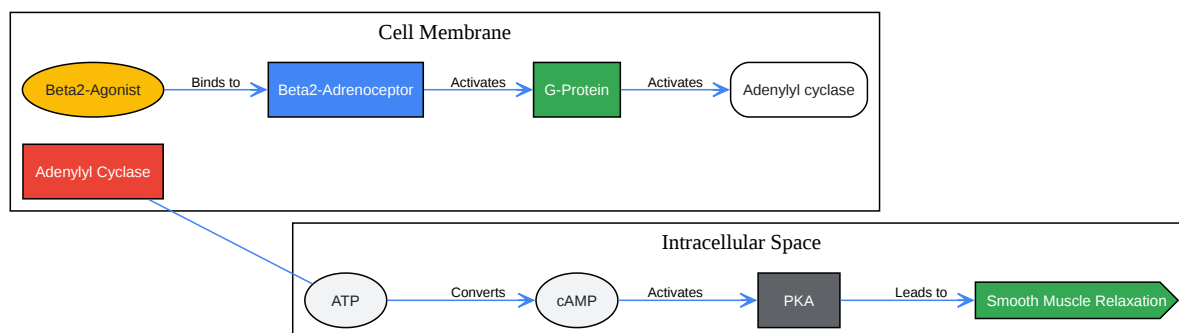 Cell Membrane
Beta2-Agonist
Binds to
Beta2-Adrenoceptor
Activates
G-Protein
Activates
Adenylyl cyclase
Adenylyl Cyclase
Intracellular Space
ATP
Converts
cAMP
Activates
PKA
Leads to
Smooth Muscle Relaxation